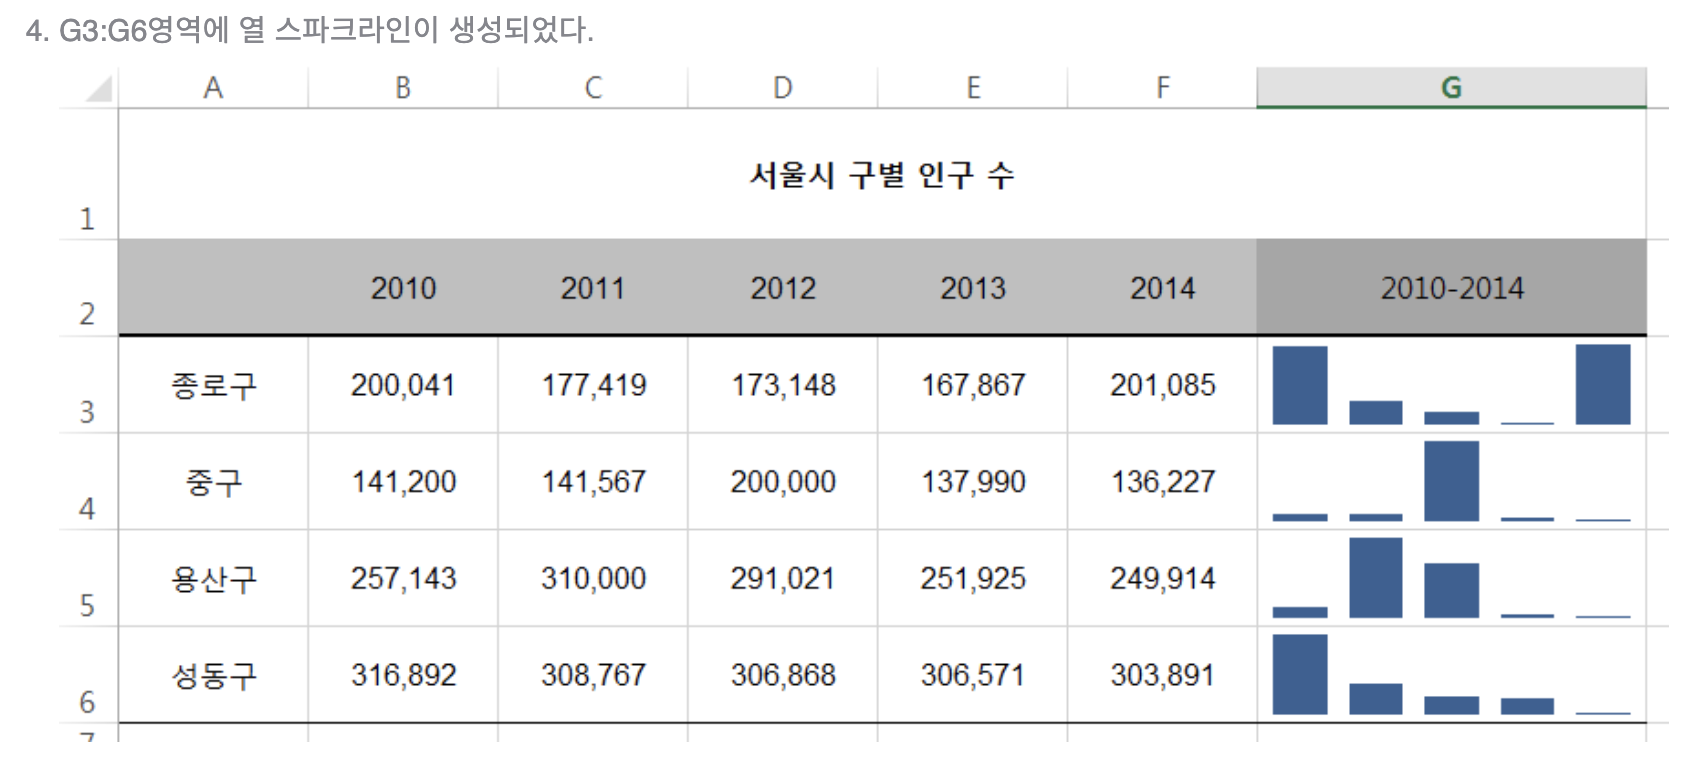 4. G3:G6영역에 열 스파크라인이 생성되었다.
A B C D E F G
1 서울시 구별 인구 수
2 2010 2011 2012 2013 2014 2010-2014
3 종로구 200,041 177,419 173,148 167,867 201,085
4 중구 141,200 141,567 200,000 137,990 136,227
5 용산구 257,143 310,000 291,021 251,925 249,914
6 성동구 316,892 308,767 306,868 306,571 303,891
7